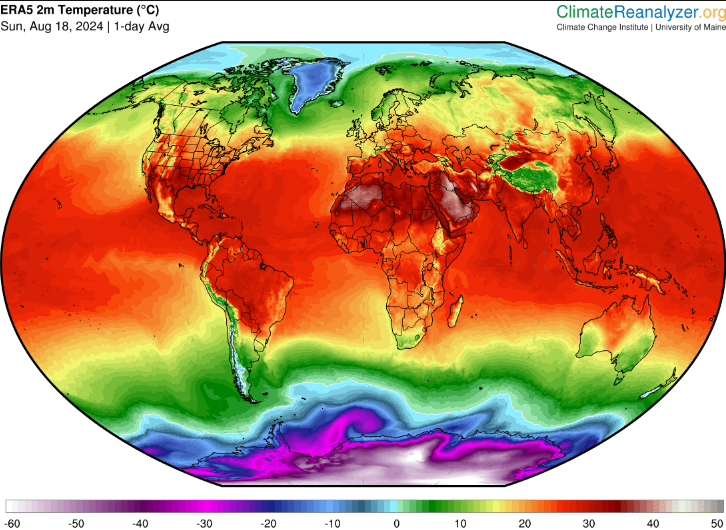 ERA5 2m Temperature (°C)
Sun, Aug 18, 2024 | 1-day Avg
ClimateReanalyzer.org
Climate Change Institute | University of Maine
-60 -50 -40 -30 -20 -10 0 10 20 30 40